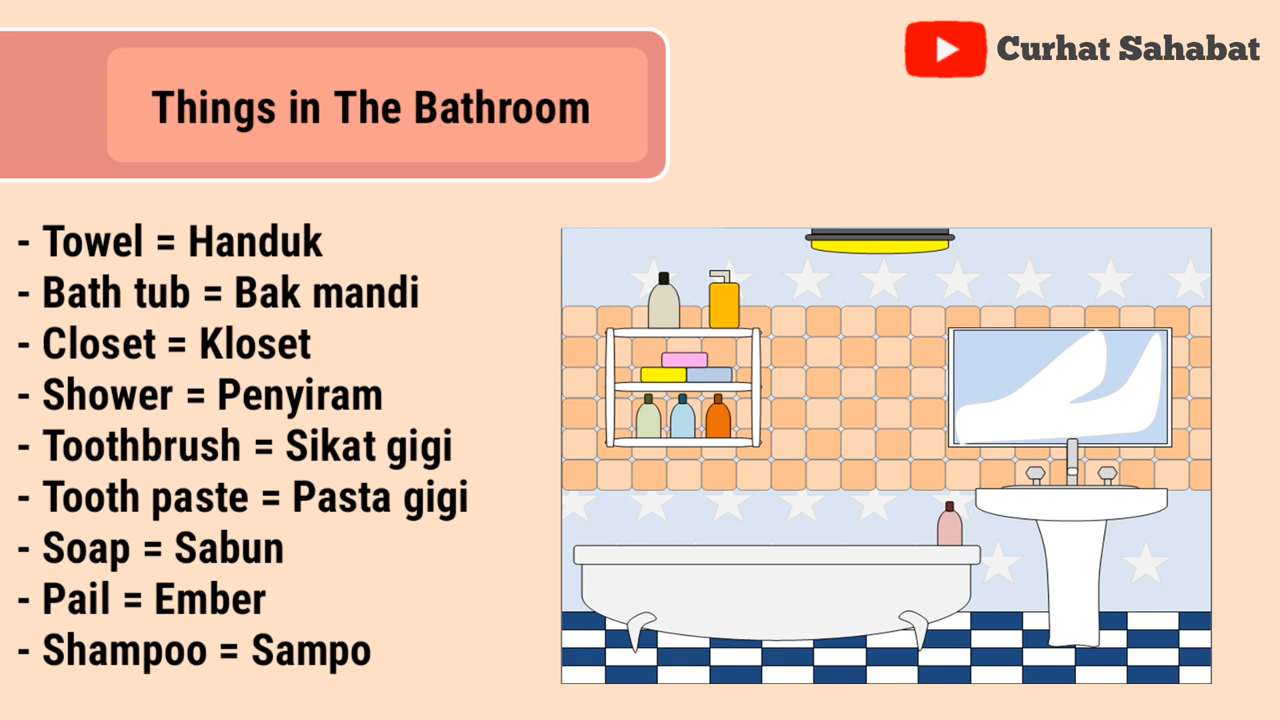 Curhat Sahabat
Things in The Bathroom
- Towel = Handuk
- Bath tub = Bak mandi
- Closet = Kloset
- Shower = Penyiram
- Toothbrush = Sikat gigi
- Tooth paste = Pasta gigi
- Soap = Sabun
- Pail = Ember
- Shampoo = Sampo